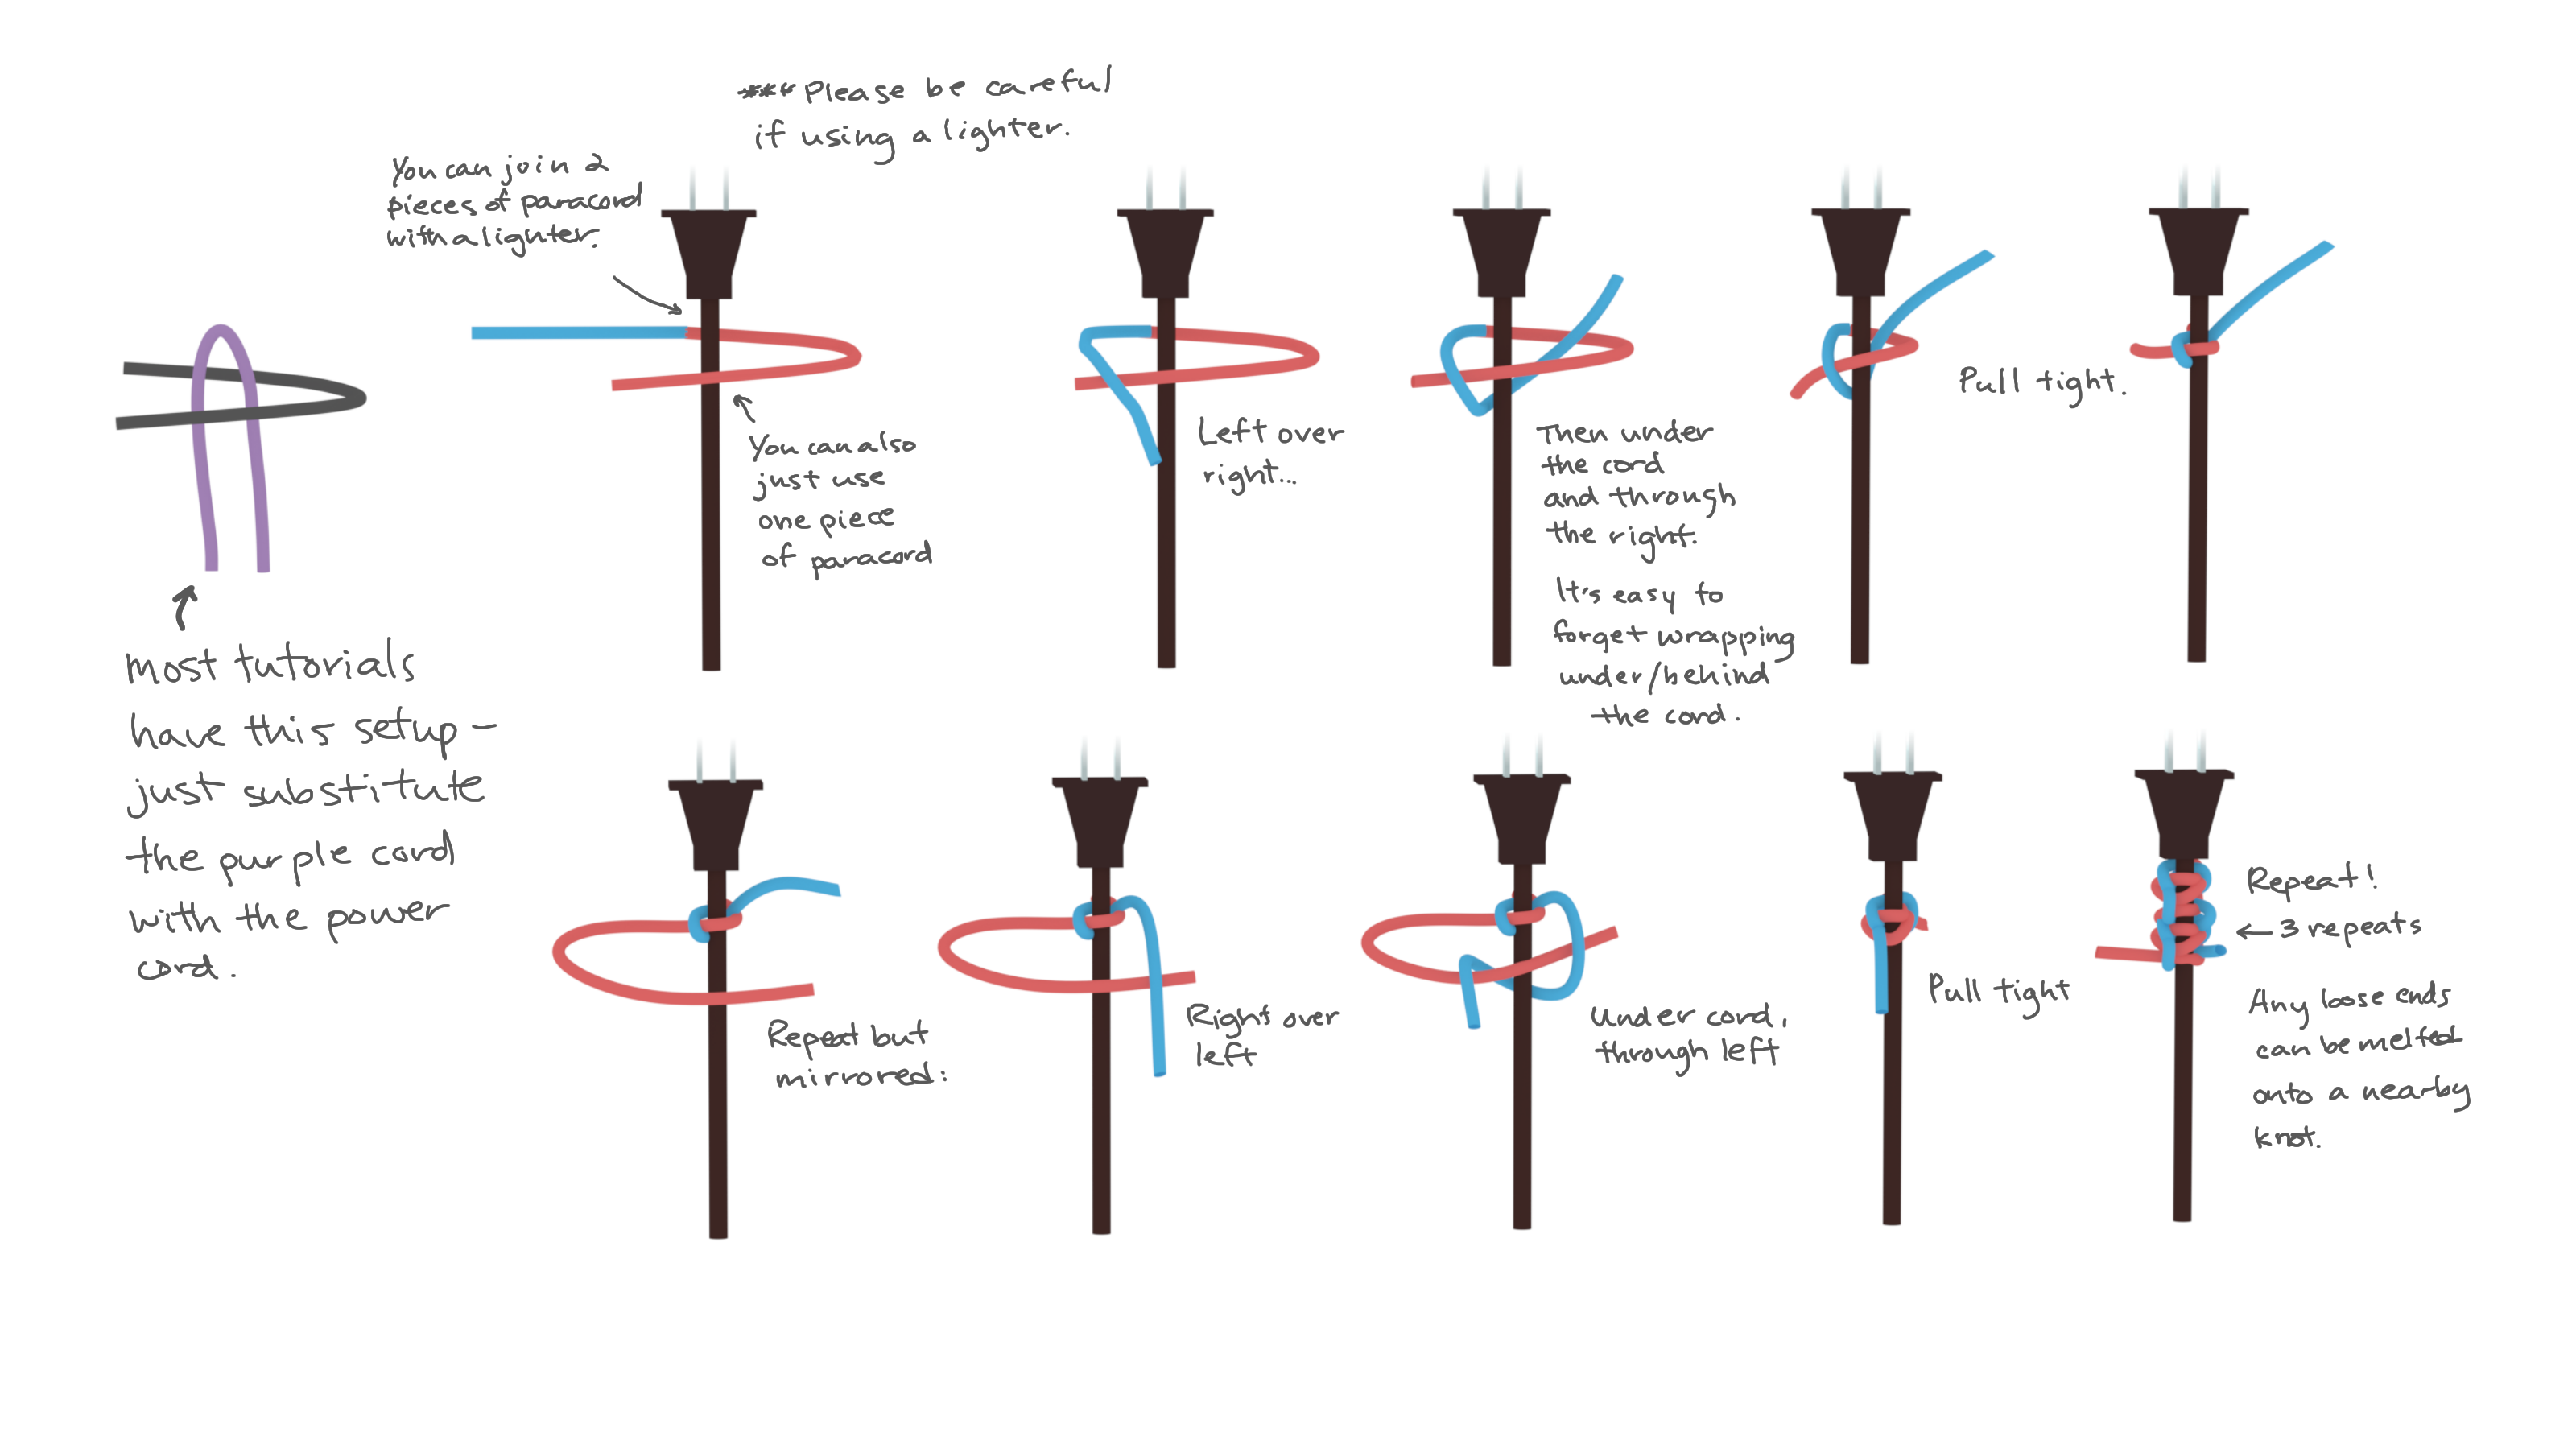 ***Please be careful
if using a lighter.
You can join 2
pieces of paracord
with a lighter.
You can also
just use
one piece
of paracord
Left over
right...
Then under
the cord
and through
the right.
It's easy to
forget wrapping
under/behind
the cord.
Pull tight.
most tutorials
have this setup-
just substitute
the purple cord
with the power
cord.
Repeat but
mirrored:
Right over
left
Under cord,
through left
Pull tight
Repeat!
← 3 repeats
Any loose ends
can be melted
onto a nearby
knot.